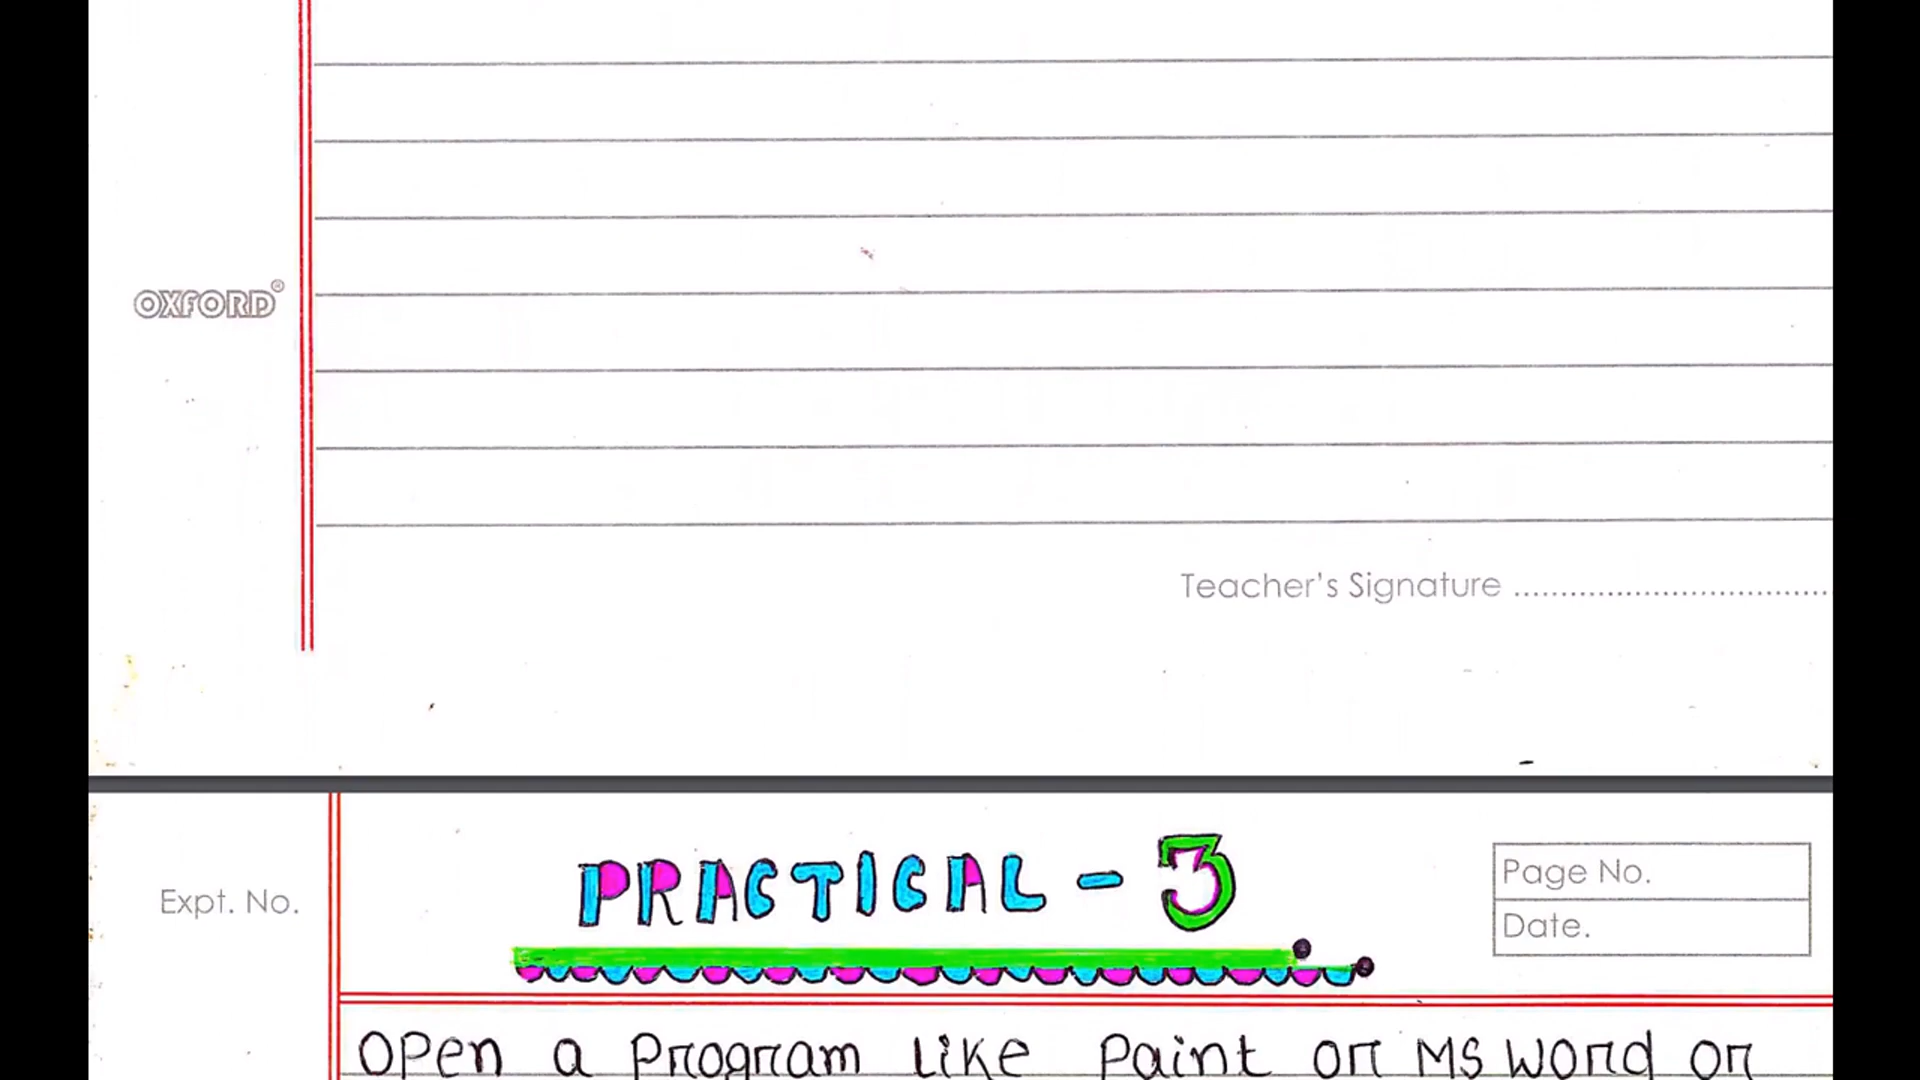 OXFORD®
Teacher's Signature ..................................
Expt. No.
PRACTICAL - 3
Page No.
Date.
Open a Program like Paint or MS Word or